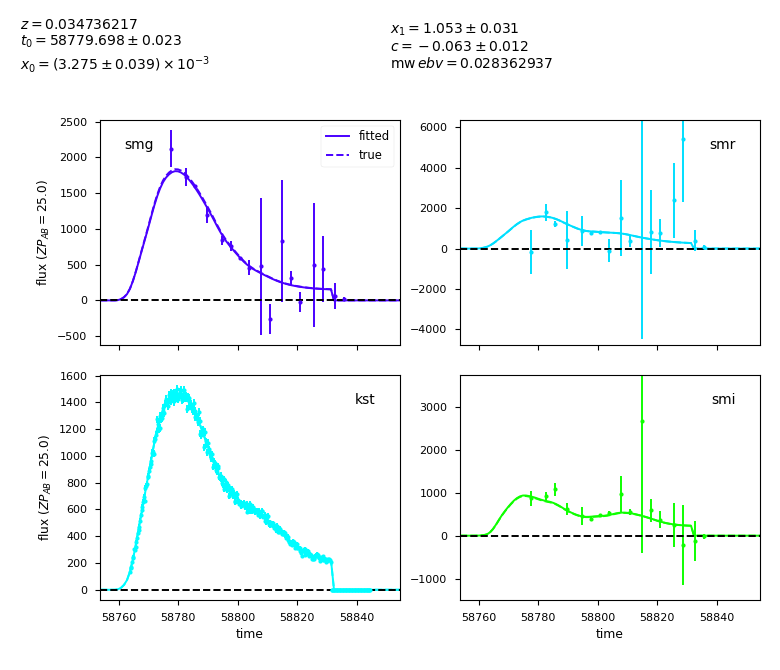 z = 0.034736217
t₀ = 58779.698 ± 0.023
x₀ = (3.275 ± 0.039) × 10⁻³
x₁ = 1.053 ± 0.031
c = −0.063 ± 0.012
mw ebv = 0.028362937
smg
fitted
true
2500
2000
1500
1000
500
0
−500
flux (ZP_AB = 25.0)
smr
6000
4000
2000
0
−2000
−4000
kst
1600
1400
1200
1000
800
600
400
200
0
flux (ZP_AB = 25.0)
58760 58780 58800 58820 58840
time
smi
3000
2000
1000
0
−1000
58760 58780 58800 58820 58840
time